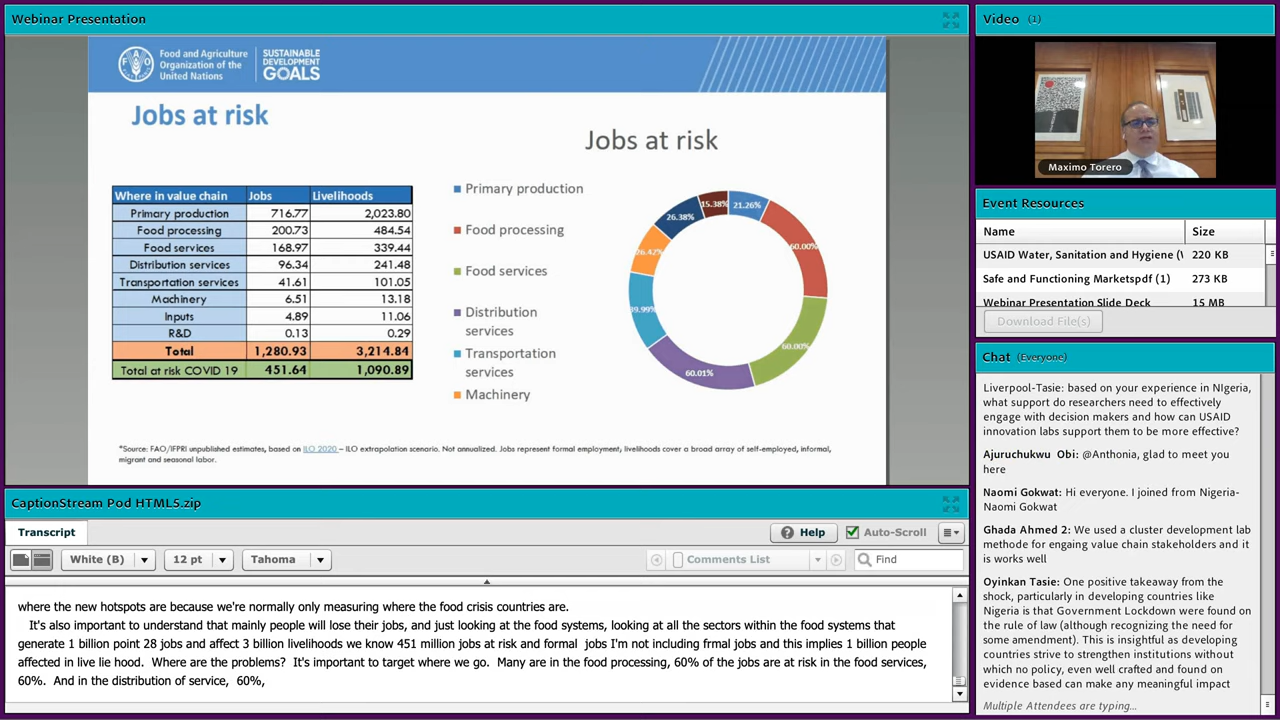 Webinar Presentation
FAO
Food and Agriculture
Organization of the
United Nations
SUSTAINABLE
DEVELOPMENT
GOALS
Jobs at risk
Where in value chain Jobs Livelihoods
Primary production 716.77 2,023.80
Food processing 200.73 484.54
Food services 168.97 339.44
Distribution services 96.34 241.48
Transportation services 41.61 101.05
Machinery 6.51 13.18
Inputs 4.89 11.06
R&D 0.13 0.29
Total 1,280.93 3,214.84
Total at risk COVID 19 451.64 1,090.89
Jobs at risk
Primary production
Food processing
Food services
Distribution
services
Transportation
services
Machinery
15.38%
21.26%
26.38%
60.00%
26.42%
39.99%
60.00%
60.01%
*Source: FAO/IFPRI unpublished estimates, based on ILO 2020 – ILO extrapolation scenario. Not annualized. Jobs represent formal employment, livelihoods cover a broad array of self-employed, informal,
migrant and seasonal labor.
CaptionStream Pod HTML5.zip
Transcript
? Help
Auto-Scroll
White (B)
12 pt
Tahoma
Comments List
Find
where the new hotspots are because we're normally only measuring where the food crisis countries are.
It's also important to understand that mainly people will lose their jobs, and just looking at the food systems, looking at all the sectors within the food systems that
generate 1 billion point 28 jobs and affect 3 billion livelihoods we know 451 million jobs at risk and formal jobs I'm not including frmal jobs and this implies 1 billion people
affected in live lie hood. Where are the problems? It's important to target where we go. Many are in the food processing, 60% of the jobs are at risk in the food services,
60%. And in the distribution of service, 60%,
Video (1)
Maximo Torero
Event Resources
Name Size
USAID Water, Sanitation and Hygiene (\ 220 KB
Safe and Functioning Marketspdf (1) 273 KB
Webinar Presentation Slide Deck 15 MB
Download File(s)
Chat (Everyone)
Liverpool-Tasie: based on your experience in NIgeria,
what support do researchers need to effectively
engage with decision makers and how can USAID
innovation labs support them to be more effective?
Ajuruchukwu Obi: @Anthonia, glad to meet you
here
Naomi Gokwat: Hi everyone. I joined from Nigeria-
Naomi Gokwat
Ghada Ahmed 2: We used a cluster development lab
methode for engaing value chain stakeholders and it
is works well
Oyinkan Tasie: One positive takeaway from the
shock, particularly in developing countries like
Nigeria is that Government Lockdown were found on
the rule of law (although recognizing the need for
some amendment). This is insightful as developing
countries strive to strengthen institutions without
which no policy, even well crafted and found on
evidence based can make any meaningful impact
Multiple Attendees are typing...